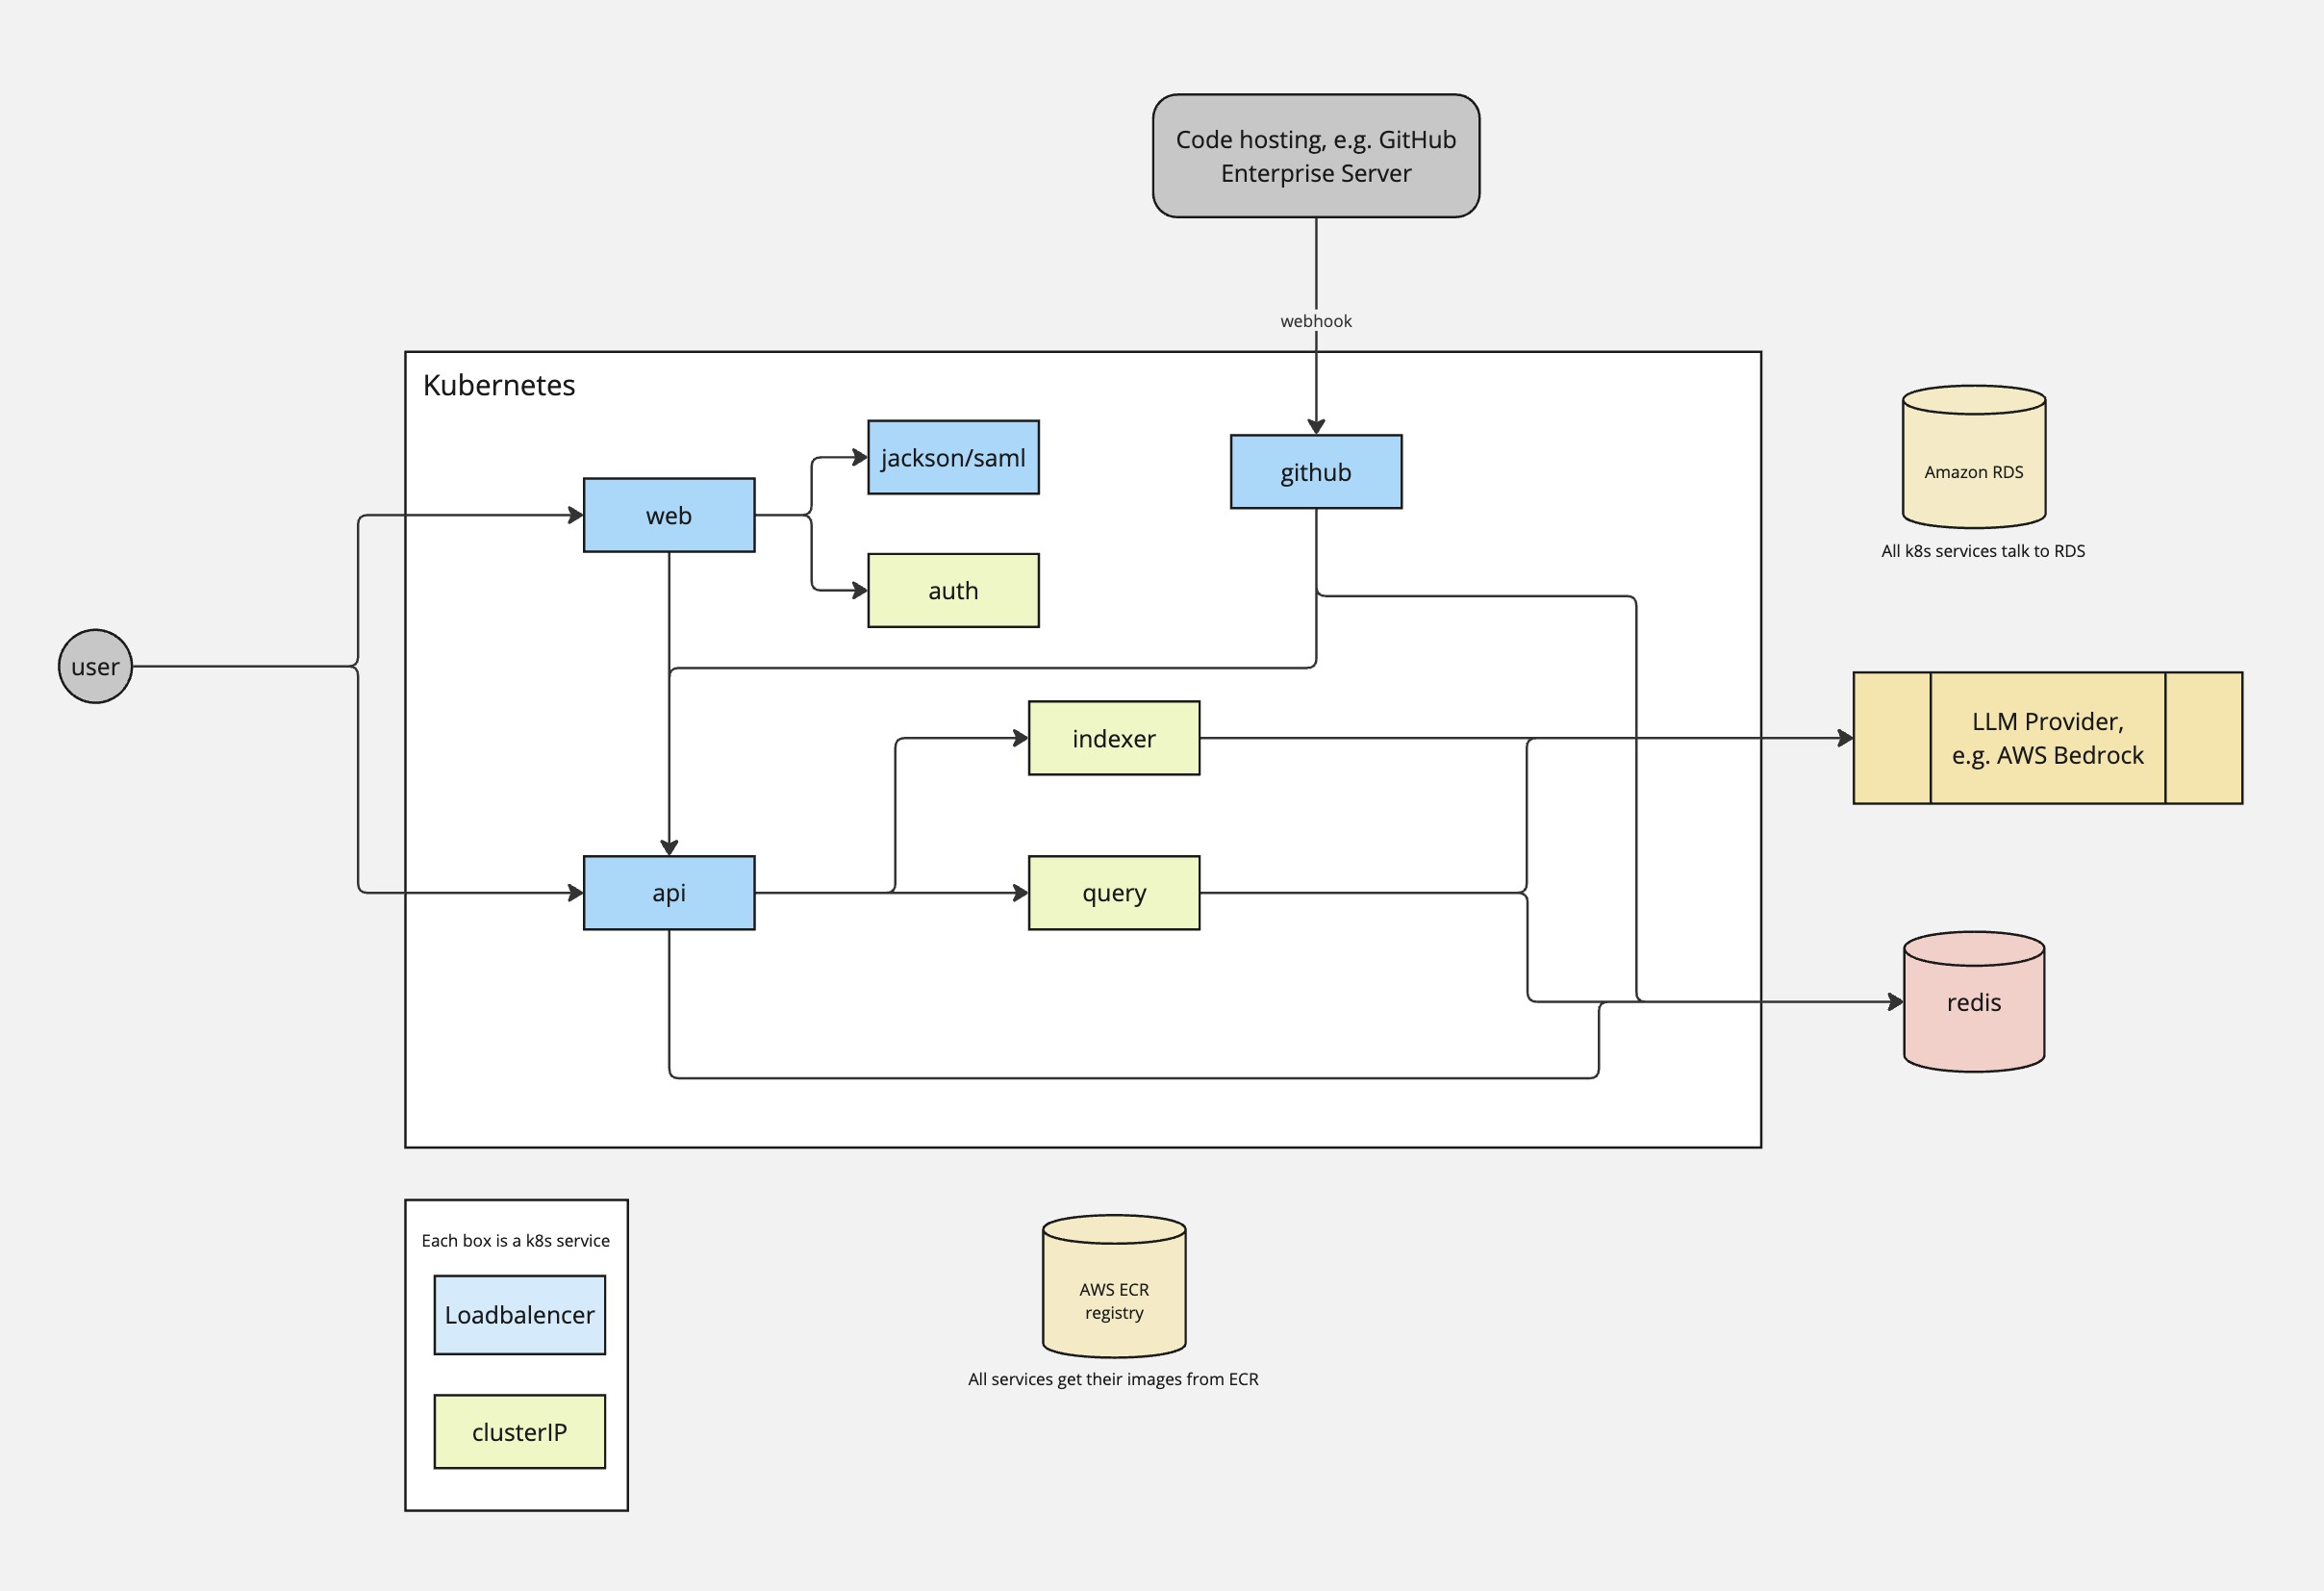 Code hosting, e.g. GitHub
Enterprise Server
webhook
Kubernetes
jackson/saml
github
web
auth
Amazon RDS
All k8s services talk to RDS
user
indexer
LLM Provider,
e.g. AWS Bedrock
api
query
redis
Each box is a k8s service
Loadbalencer
clusterIP
AWS ECR
registry
All services get their images from ECR